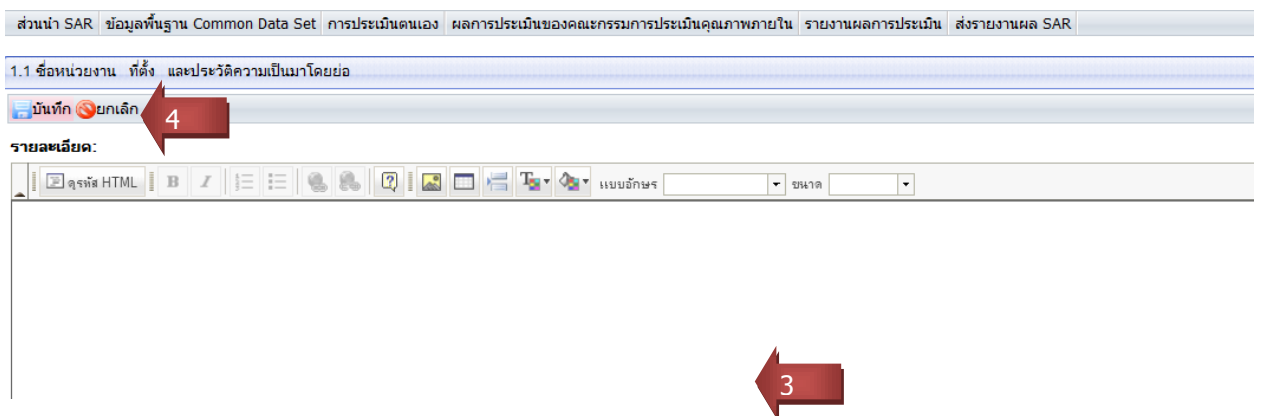 ส่วนนำ SAR ข้อมูลพื้นฐาน Common Data Set การประเมินตนเอง ผลการประเมินของคณะกรรมการประเมินคุณภาพภายใน รายงานผลการประเมิน ส่งรายงานผล SAR
1.1 ชื่อหน่วยงาน ที่ตั้ง และประวัติความเป็นมาโดยย่อ
บันทึก ยกเลิก 4
รายละเอียด:
ดูรหัส HTML B I แบบอักษร ขนาด
3